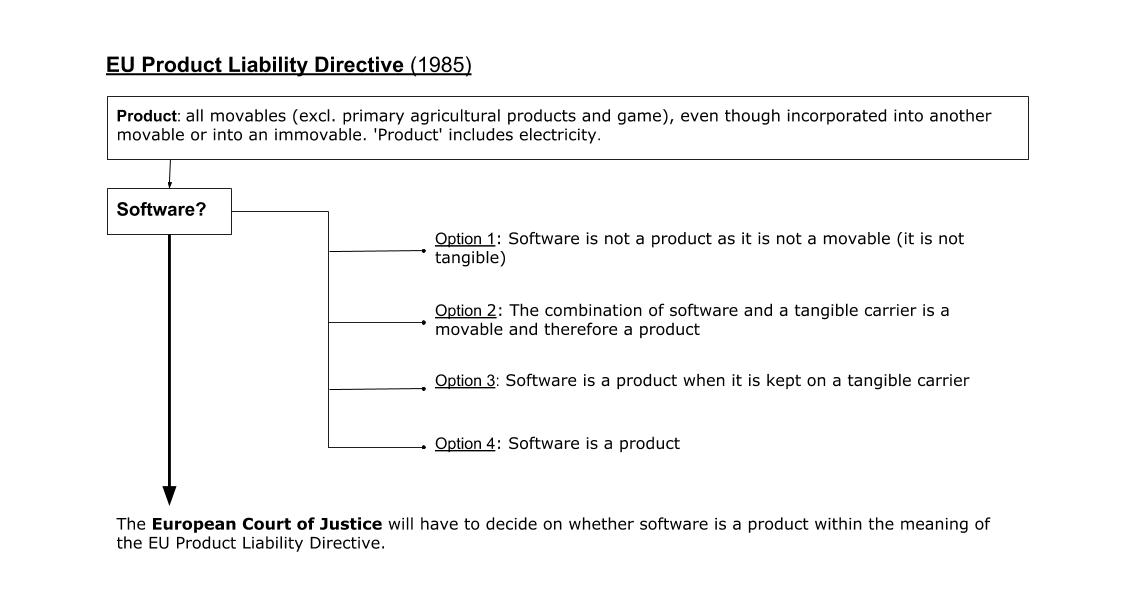 EU Product Liability Directive (1985)
Product: all movables (excl. primary agricultural products and game), even though incorporated into another
movable or into an immovable. 'Product' includes electricity.
Software?
Option 1: Software is not a product as it is not a movable (it is not
tangible)
Option 2: The combination of software and a tangible carrier is a
movable and therefore a product
Option 3: Software is a product when it is kept on a tangible carrier
Option 4: Software is a product
The European Court of Justice will have to decide on whether software is a product within the meaning of
the EU Product Liability Directive.